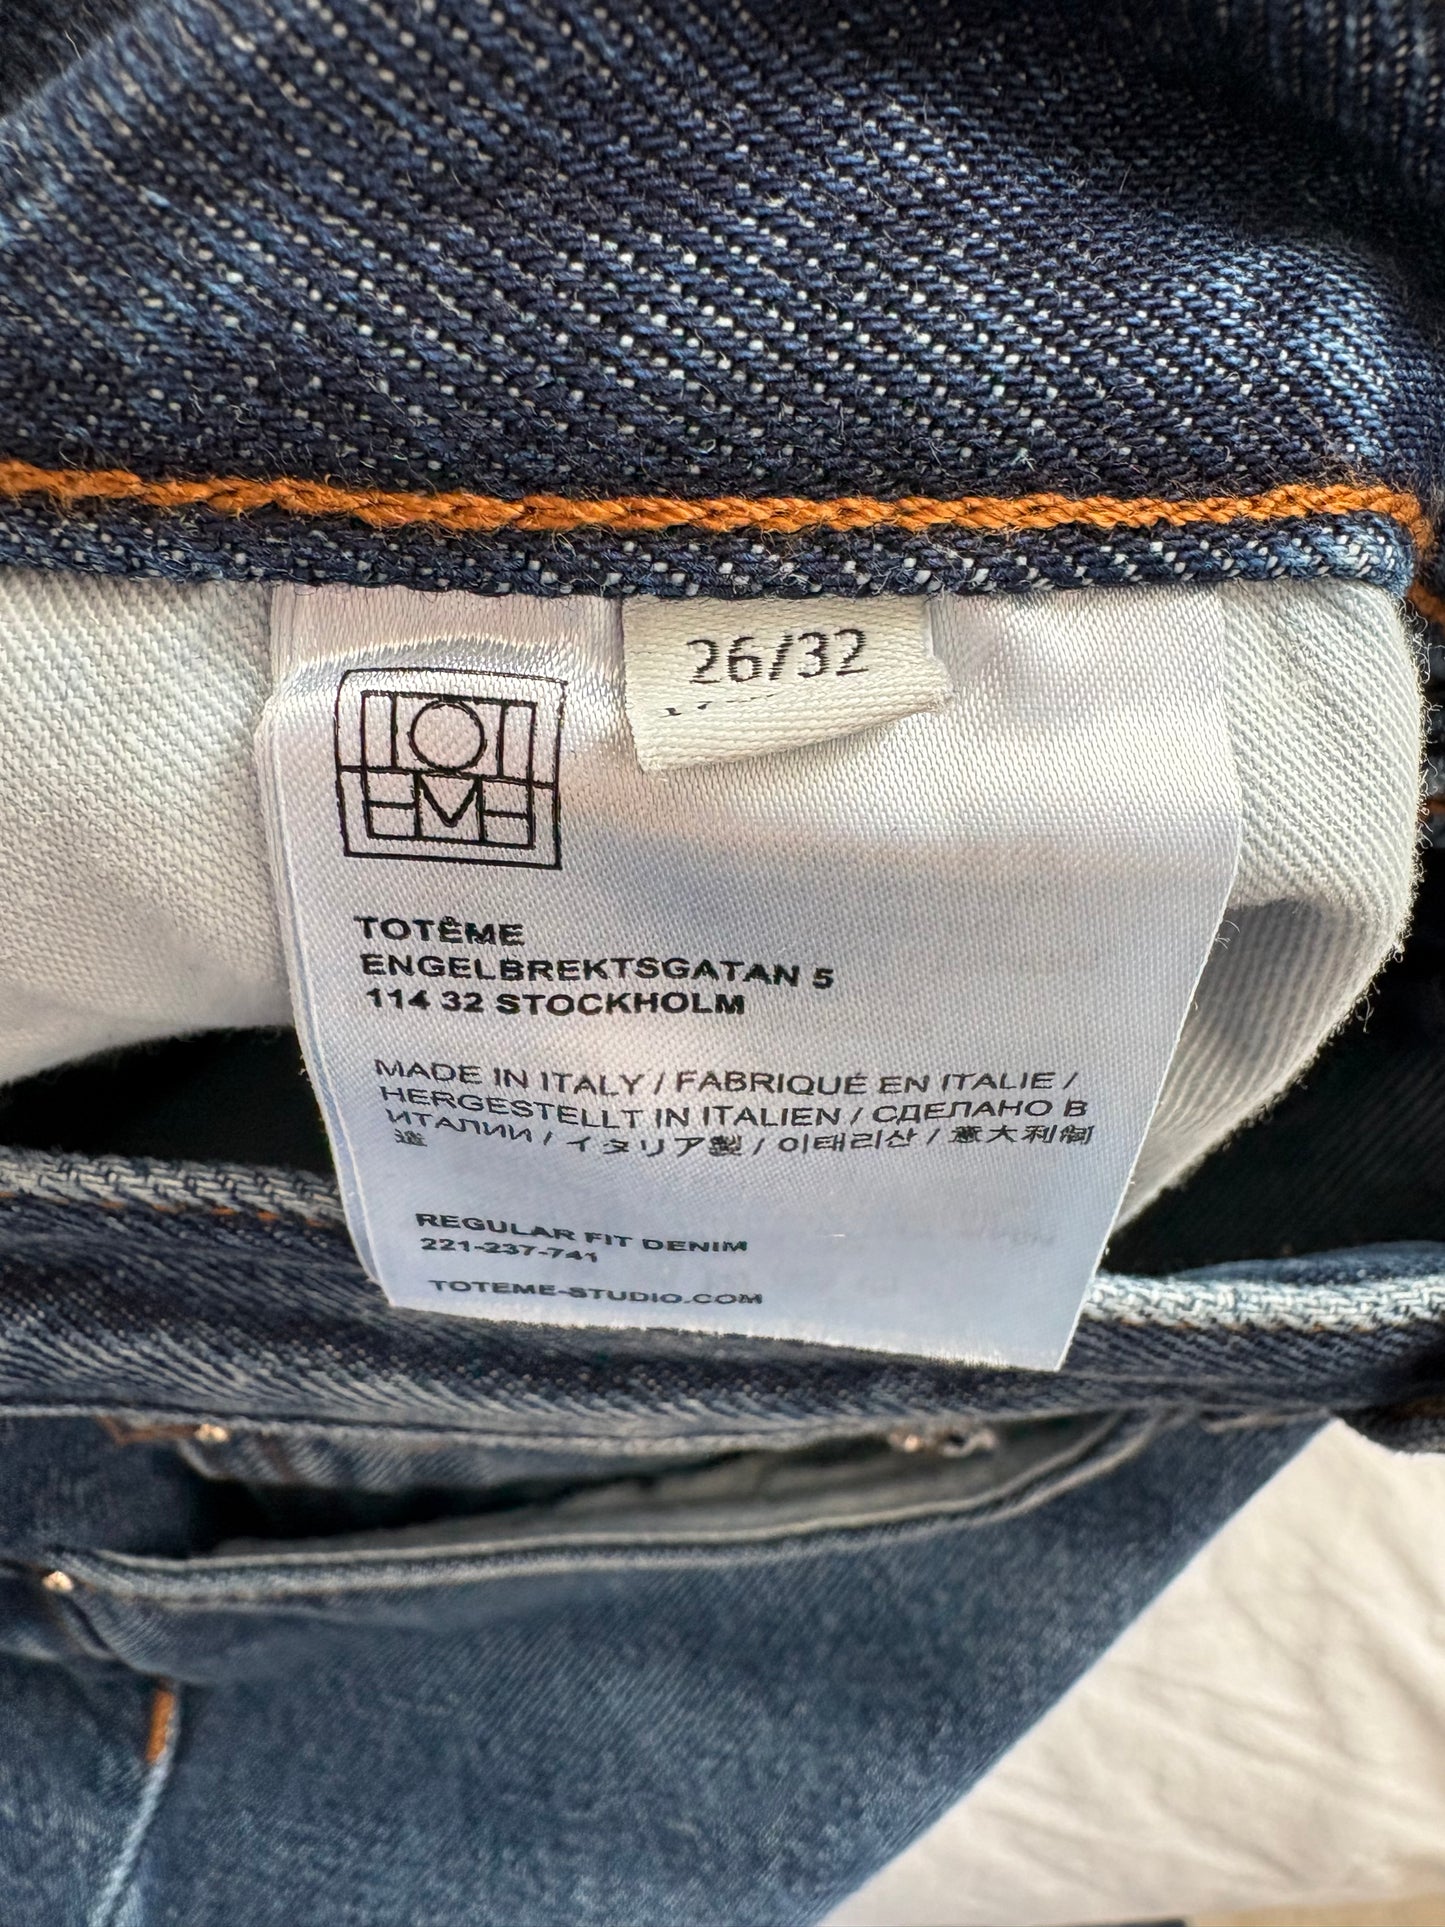 26/32
TOTEME
TOTÊME
ENGELBREKTSGATAN 5
114 32 STOCKHOLM
MADE IN ITALY / FABRIQUÉ EN ITALIE /
HERGESTELLT IN ITALIEN / СДЕЛАНО В
ИТАЛИИ / イタリア製 / 이태리산 / 意大利制
造
REGULAR FIT DENIM
221-237-741
TOTEME-STUDIO.COM